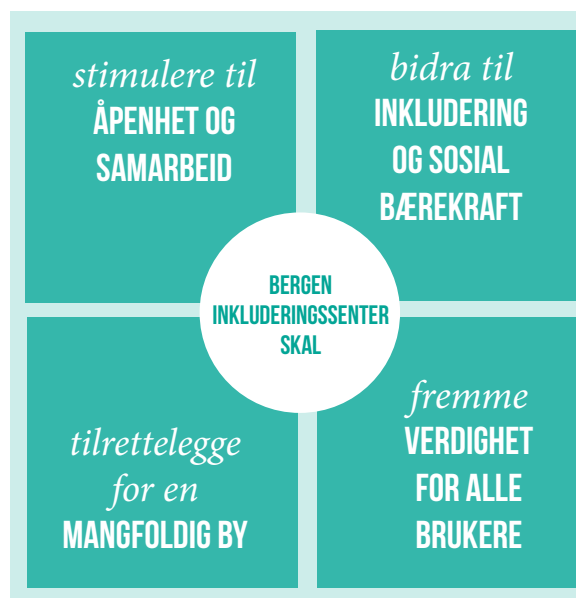 stimulere til
ÅPENHET OG
SAMARBEID
bidra til
INKLUDERING
OG SOSIAL
BÆREKRAFT
BERGEN
INKLUDERINGSSENTER
SKAL
tilrettelegge
for en
MANGFOLDIG BY
fremme
VERDIGHET
FOR ALLE
BRUKERE